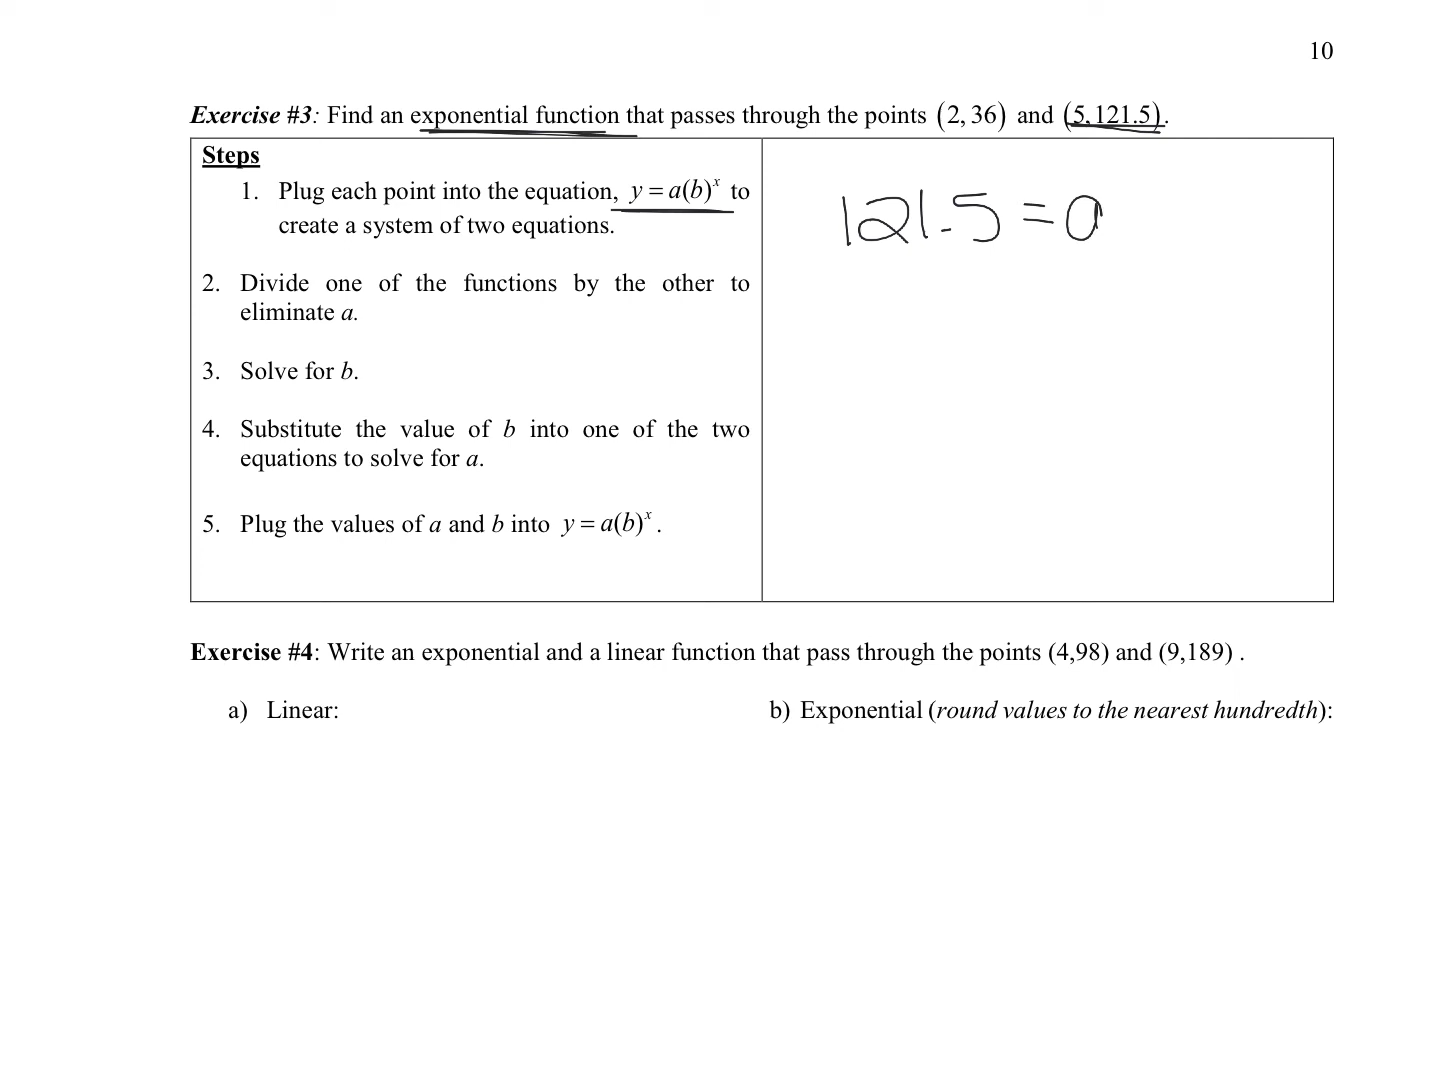 10
Exercise #3: Find an exponential function that passes through the points (2, 36) and (5, 121.5).
Steps
1. Plug each point into the equation, y = a(b)^x to
create a system of two equations.
121.5 = a
2. Divide one of the functions by the other to
eliminate a.
3. Solve for b.
4. Substitute the value of b into one of the two
equations to solve for a.
5. Plug the values of a and b into y = a(b)^x .
Exercise #4: Write an exponential and a linear function that pass through the points (4,98) and (9,189) .
a) Linear:
b) Exponential (round values to the nearest hundredth):